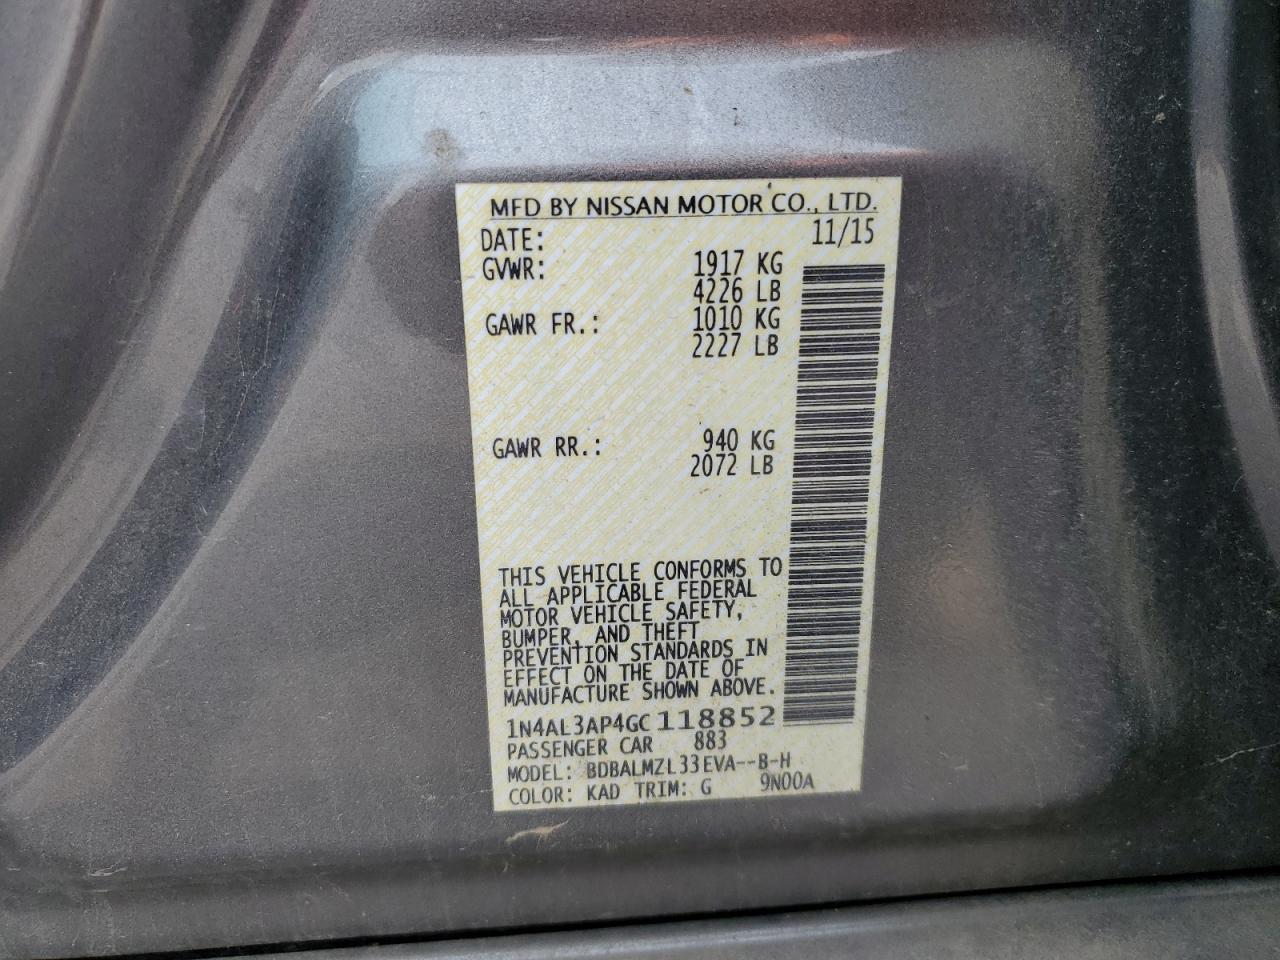 MFD BY NISSAN MOTOR CO., LTD.
DATE: 11/15
GVWR: 1917 KG
4226 LB
GAWR FR.: 1010 KG
2227 LB
GAWR RR.: 940 KG
2072 LB
THIS VEHICLE CONFORMS TO
ALL APPLICABLE FEDERAL
MOTOR VEHICLE SAFETY,
BUMPER, AND THEFT
PREVENTION STANDARDS IN
EFFECT ON THE DATE OF
MANUFACTURE SHOWN ABOVE.
1N4AL3AP4GC118852
PASSENGER CAR 883
MODEL: BDBALMZL33EVA--B-H
COLOR: KAD TRIM: G 9N00A